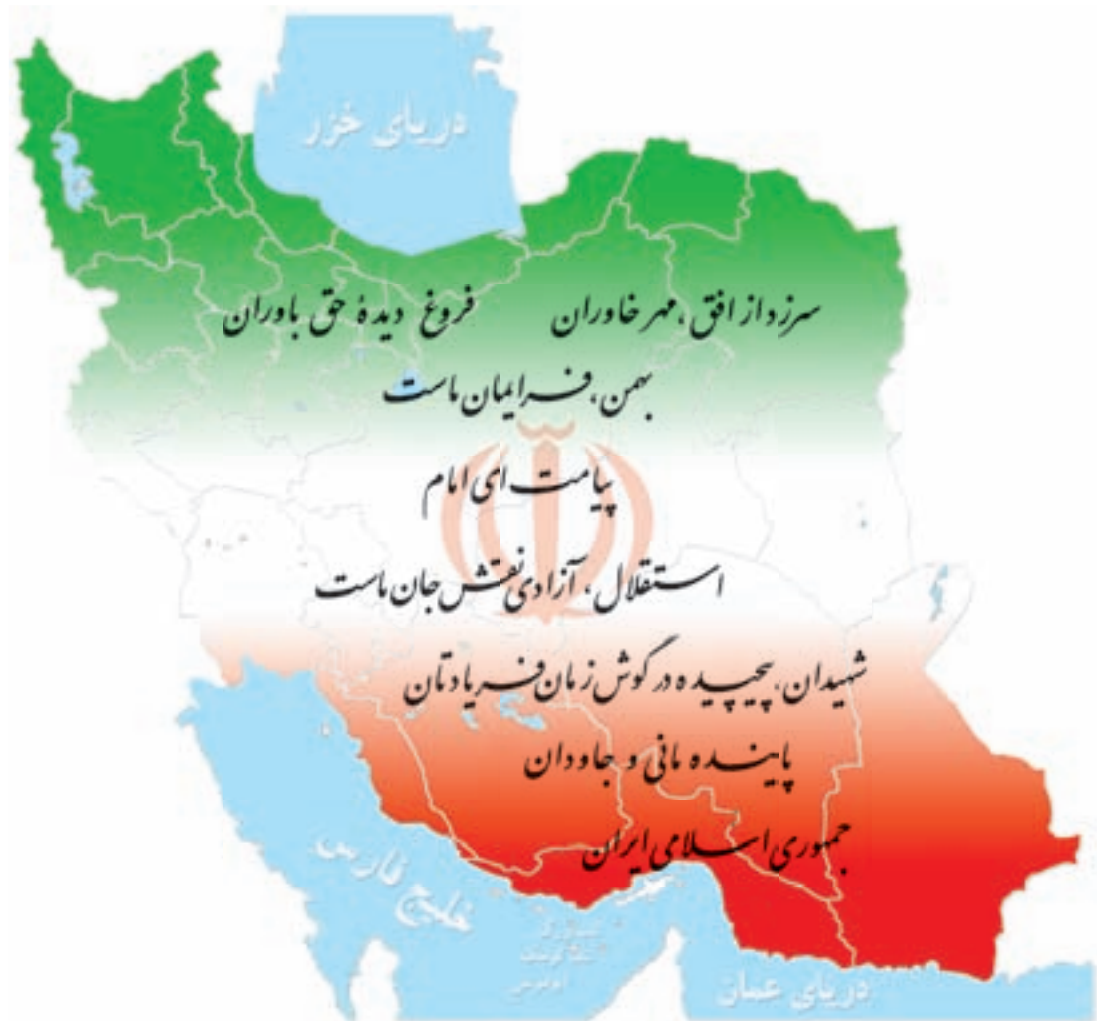 دریای خزر
سرزد از افق، مهر خاوران فروغ دیدهٔ حق باوران
بهمن، فر ایمان ماست
پیامت ای امام
استقلال، آزادی نقش جان ماست
شهیدان، پیچیده در گوش زمان فریادتان
پاینده مانی و جاودان
جمهوری اسلامی ایران
خلیج فارس
دریای عمان